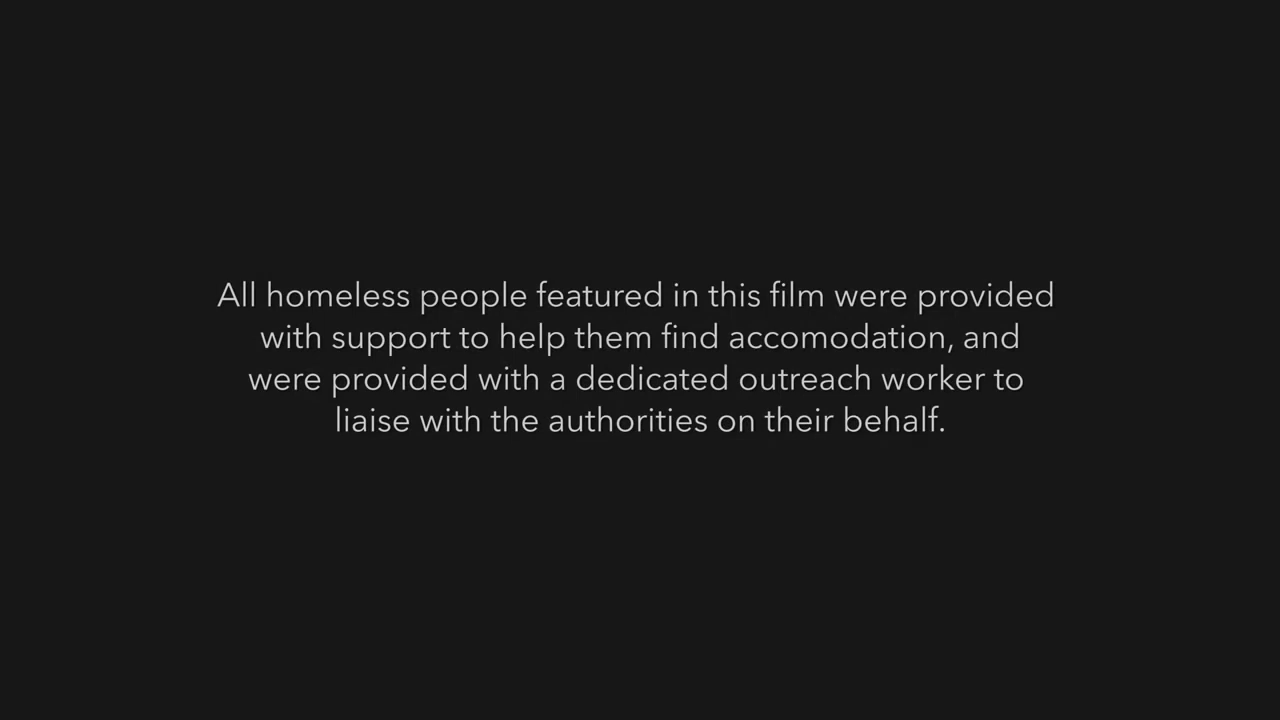 All homeless people featured in this film were provided
with support to help them find accomodation, and
were provided with a dedicated outreach worker to
liaise with the authorities on their behalf.